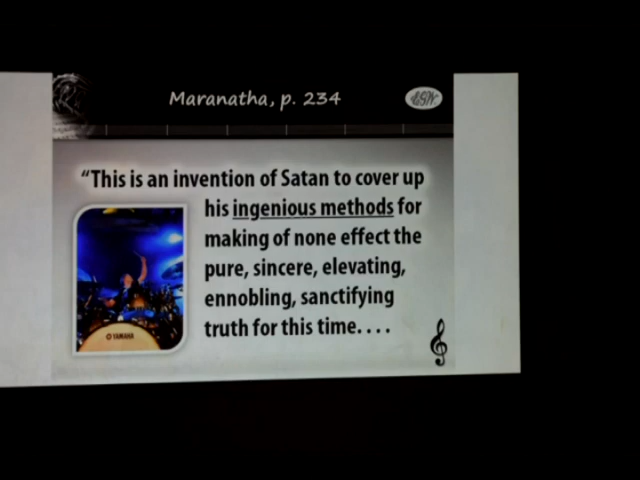 Maranatha, p. 234
EGW
“This is an invention of Satan to cover up
his ingenious methods for
making of none effect the
pure, sincere, elevating,
ennobling, sanctifying
truth for this time. . . .
YAMAHA